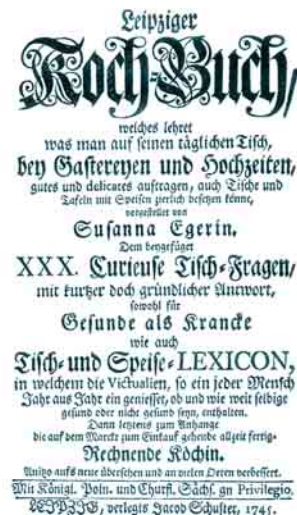 Leipziger
Koch-Buch/
welches lehret
was man auf seinen täglichen Tisch,
bey Gastereyen und Hochzeiten,
gutes und delicates auftragen, auch Tische und
Tafeln mit Speisen zierlich besetzen könne,
vorgestellet von
Susanna Egerin.
Dem beygefüget
XXX. Curieuse Tisch-Fragen,
mit kurtzer doch gründlicher Antwort,
sowohl für
Gesunde als Krancke
wie auch
Tisch- und Speise-LEXICON,
in welchem die Victualien, so ein jeder Mensch
Jahr aus Jahr ein geniesset, ob und wie weit selbige
gesund oder nicht gesund seyn, enthalten.
Dann letzens zum Anhange
die auf dem Marckt zum Einkauf gehende allzeit fertig-
Rechnende Köchin.
Anitzo aufs neue übersehen und an vielen Orten verbessert.
Mit Königl. Poln. und Churfl. Sächs. gn Privilegio.
LEIPZIG, verlegts Jacob Schuster, 1745.